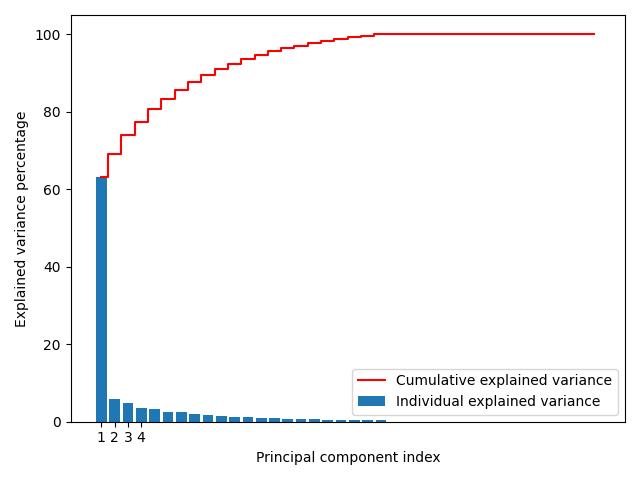 100
80
60
40
20
0
Explained variance percentage
Cumulative explained variance
Individual explained variance
1 2 3 4
Principal component index